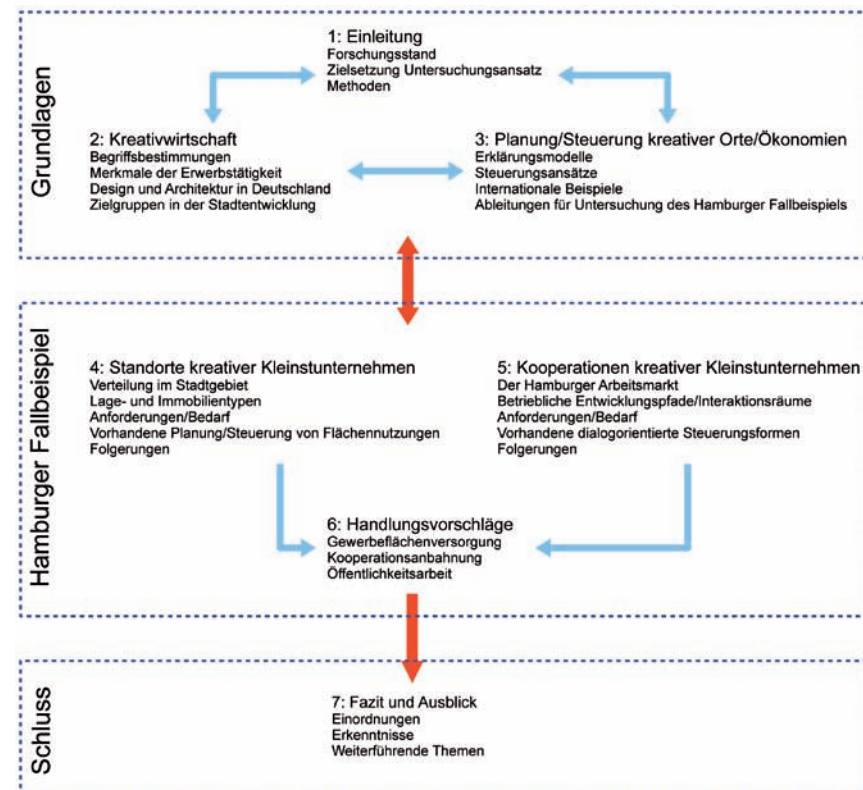 Grundlagen
1: Einleitung
Forschungsstand
Zielsetzung Untersuchungsansatz
Methoden
2: Kreativwirtschaft
Begriffsbestimmungen
Merkmale der Erwerbstätigkeit
Design und Architektur in Deutschland
Zielgruppen in der Stadtentwicklung
3: Planung/Steuerung kreativer Orte/Ökonomien
Erklärungsmodelle
Steuerungsansätze
Internationale Beispiele
Ableitungen für Untersuchung des Hamburger Fallbeispiels
Hamburger Fallbeispiel
4: Standorte kreativer Kleinstunternehmen
Verteilung im Stadtgebiet
Lage- und Immobilientypen
Anforderungen/Bedarf
Vorhandene Planung/Steuerung von Flächennutzungen
Folgerungen
5: Kooperationen kreativer Kleinstunternehmen
Der Hamburger Arbeitsmarkt
Betriebliche Entwicklungspfade/Interaktionsräume
Anforderungen/Bedarf
Vorhandene dialogorientierte Steuerungsformen
Folgerungen
6: Handlungsvorschläge
Gewerbeflächenversorgung
Kooperationsanbahnung
Öffentlichkeitsarbeit
Schluss
7: Fazit und Ausblick
Einordnungen
Erkenntnisse
Weiterführende Themen